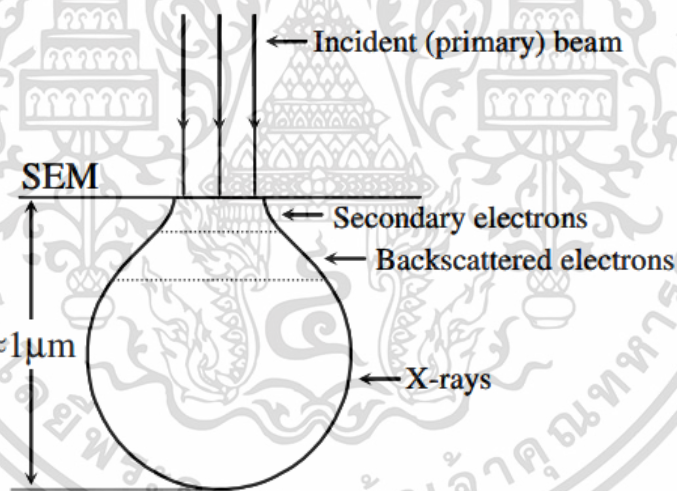 Incident (primary) beam
SEM
Secondary electrons
Backscattered electrons
≈1μm
X-rays